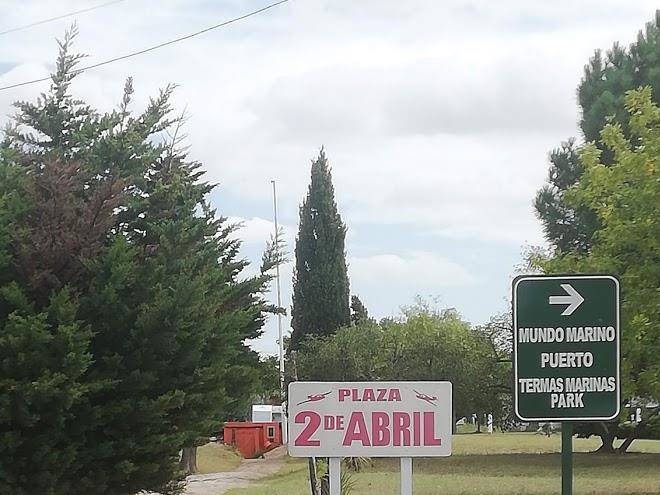 PLAZA
2 DE ABRIL
MUNDO MARINO
PUERTO
TERMAS MARINAS
PARK